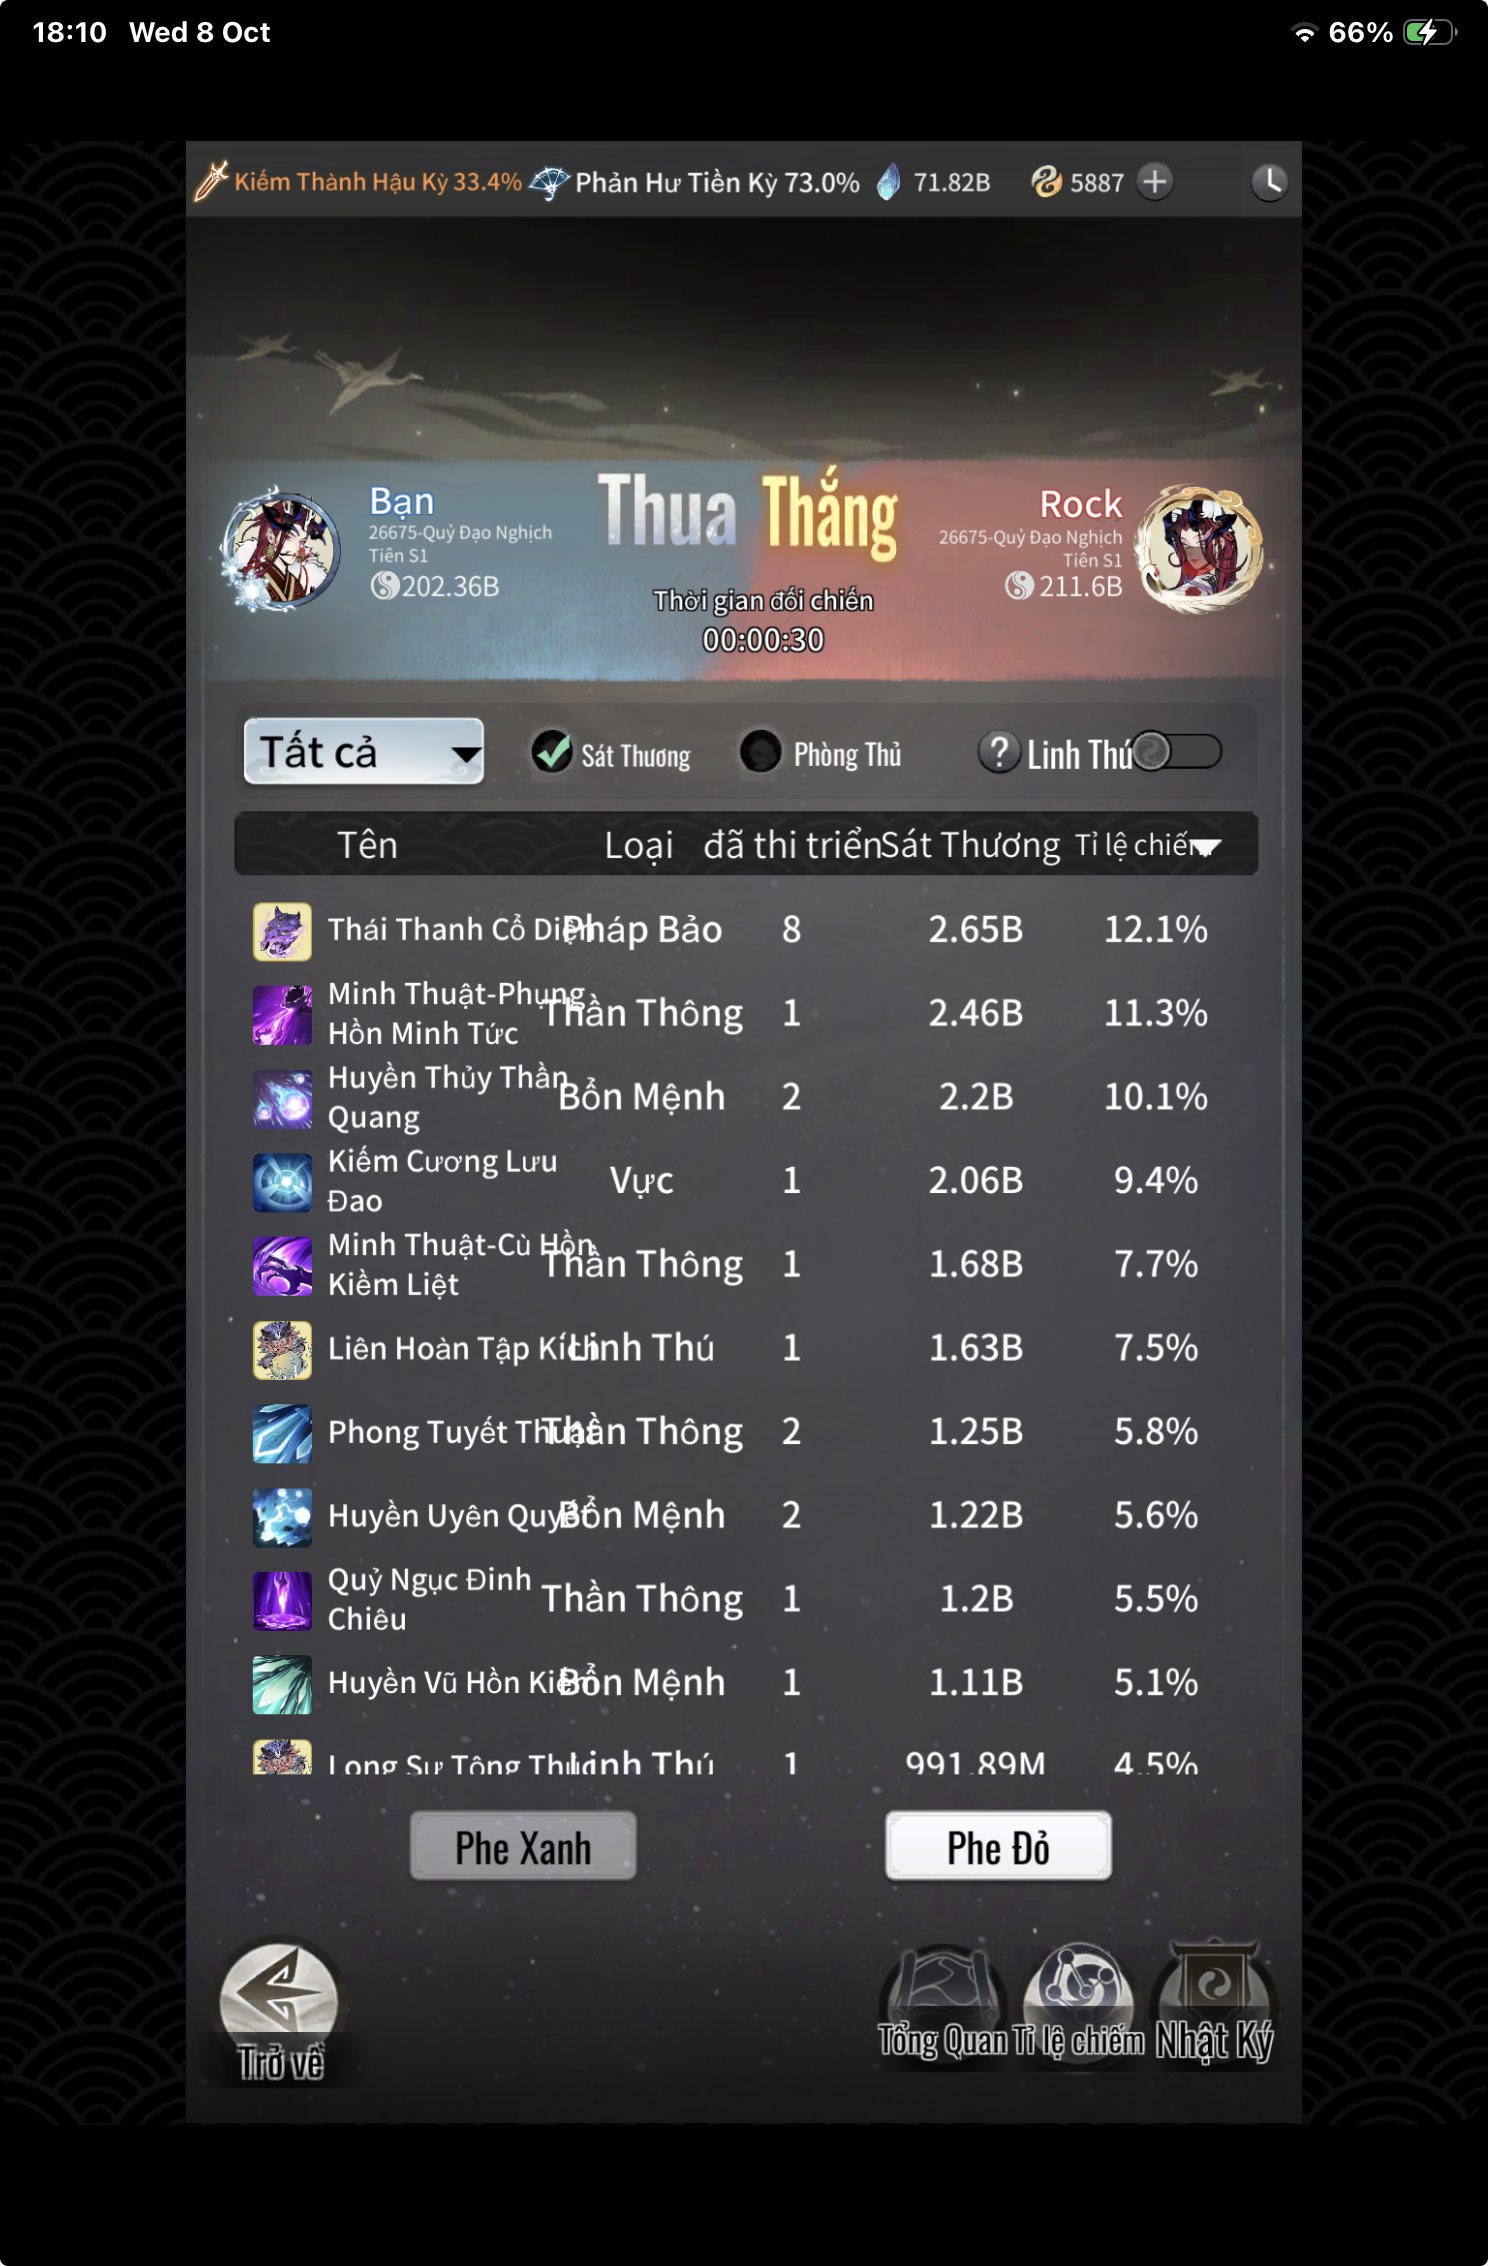 18:10 Wed 8 Oct 66%
Kiếm Thành Hậu Kỳ 33.4% Phản Hư Tiền Kỳ 73.0% 71.82B 5887
Bạn
26675-Quỷ Đạo Nghịch
Tiên S1
202.36B
Thua Thắng
Thời gian đối chiến
00:00:30
Rock
26675-Quỷ Đạo Nghịch
Tiên S1
211.6B
Tất cả Sát Thương Phòng Thủ ? Linh Thú
Tên Loại đã thi triển Sát Thương Tỉ lệ chiếm
Thái Thanh Cổ Diệm Pháp Bảo 8 2.65B 12.1%
Minh Thuật-Phụng
Hồn Minh Tức Thần Thông 1 2.46B 11.3%
Huyền Thủy Thần
Quang Bổn Mệnh 2 2.2B 10.1%
Kiếm Cương Lưu
Đao Vực 1 2.06B 9.4%
Minh Thuật-Cù Hồn
Kiềm Liệt Thần Thông 1 1.68B 7.7%
Liên Hoàn Tập Kích Linh Thú 1 1.63B 7.5%
Phong Tuyết Thuật Thần Thông 2 1.25B 5.8%
Huyền Uyên Quyết Bổn Mệnh 2 1.22B 5.6%
Quỷ Ngục Đinh
Chiêu Thần Thông 1 1.2B 5.5%
Huyền Vũ Hồn Kiếm Bổn Mệnh 1 1.11B 5.1%
Long Sư Tông Linh Thú 1 991.89M 4.5%
Phe Xanh Phe Đỏ
Trở về Tổng Quan Tỉ lệ chiếm Nhật Ký